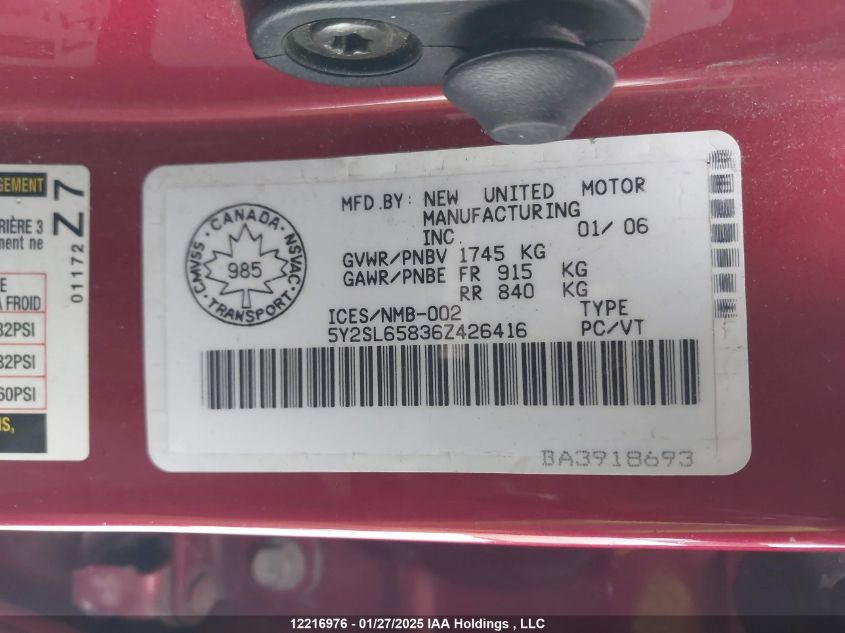 GEMENT
RIÈRE 3
ment ne
E
A FROID
32PSI
32PSI
60PSI
IS,
01172
Z 7
CANADA
CMVSS
NSVAC
985
TRANSPORT
MFD.BY: NEW UNITED MOTOR
MANUFACTURING
INC. 01/ 06
GVWR/PNBV 1745 KG
GAWR/PNBE FR 915 KG
RR 840 KG
ICES/NMB-002 TYPE
5Y2SL65836Z426416 PC/VT
BA3918693
12216976 - 01/27/2025 IAA Holdings , LLC